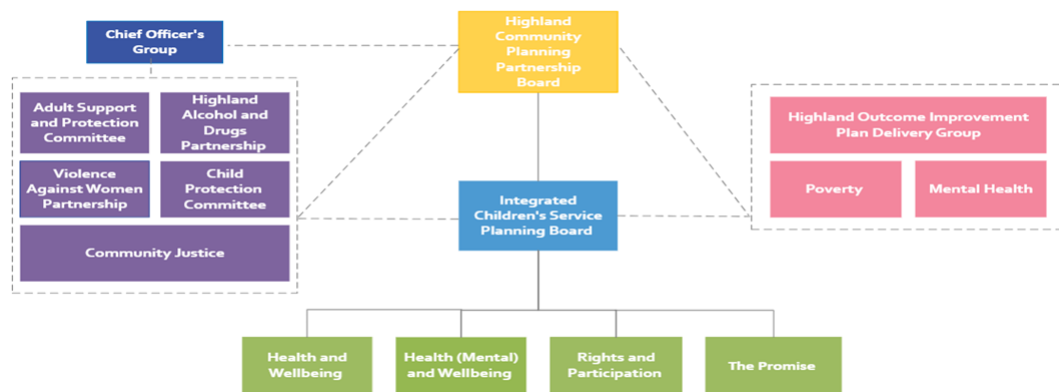 Chief Officer's
Group
Highland
Community
Planning
Partnership
Board
Adult Support
and Protection
Committee
Highland
Alcohol and
Drugs
Partnership
Violence
Against Women
Partnership
Child
Protection
Committee
Community Justice
Highland Outcome Improvement
Plan Delivery Group
Poverty
Mental Health
Integrated
Children's Service
Planning Board
Health and
Wellbeing
Health (Mental)
and Wellbeing
Rights and
Participation
The Promise